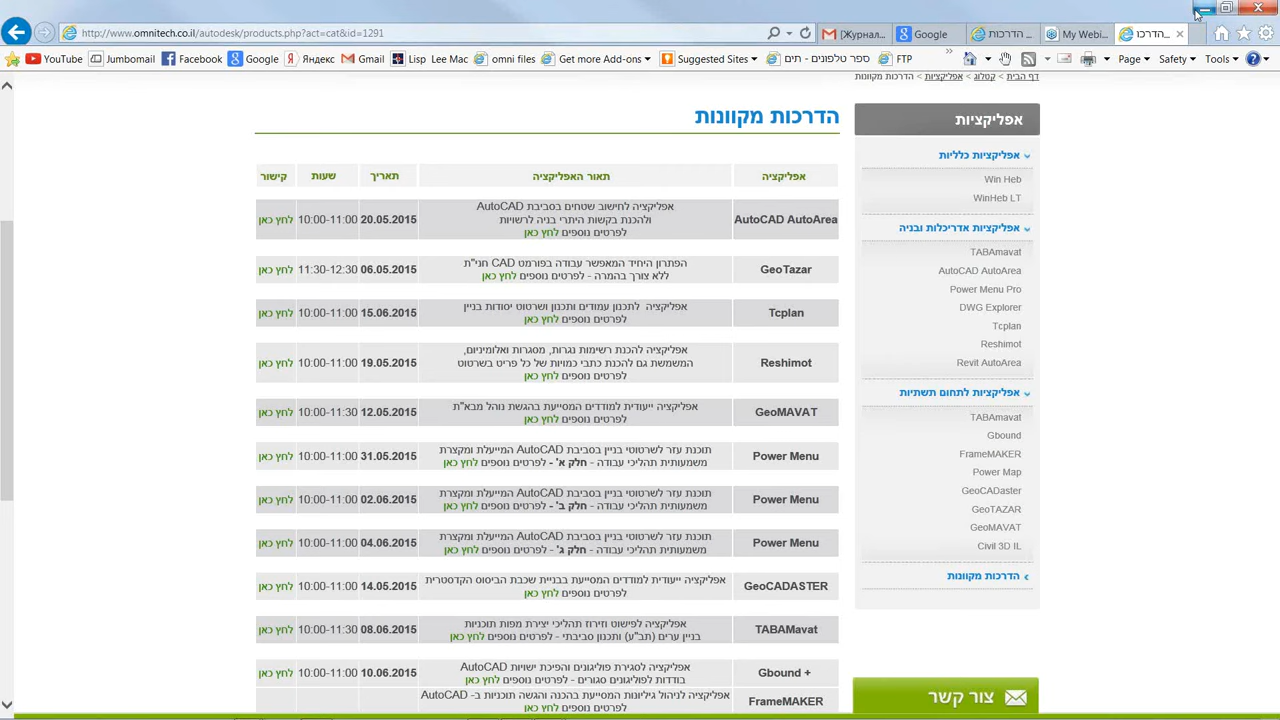 http://www.omnitech.co.il/autodesk/products.php?act=cat&id=1291
[Журнал...
Google
הדרכות ...
My Webi...
הדרכו...
YouTube
Jumbomail
Facebook
Google
Яндекс
Gmail
Lisp Lee Mac
omni files
Get more Add-ons
Suggested Sites
ספר טלפונים - תים
FTP
Page
Safety
Tools
דף הבית > קטלוג > אפליקציות > הדרכות מקוונות
הדרכות מקוונות
אפליקציה תאור האפליקציה תאריך שעות קישור
AutoCAD AutoArea
אפליקציה לחישוב שטחים בסביבת AutoCAD
ולהכנת בקשות היתרי בניה לרשויות
לפרטים נוספים לחץ כאן
20.05.2015 10:00-11:00 לחץ כאן
GeoTazar
הפתרון היחיד המאפשר עבודה בפורמט CAD חני"ת
ללא צורך בהמרה - לפרטים נוספים לחץ כאן
06.05.2015 11:30-12:30 לחץ כאן
Tcplan
אפליקציה לתכנון עמודים ותכנון ושרטוט יסודות בניין
לפרטים נוספים לחץ כאן
15.06.2015 10:00-11:00 לחץ כאן
Reshimot
אפליקציה להכנת רשימות נגרות, מסגרות ואלומיניום,
המשמשת גם להכנת כתבי כמויות של כל פריט בשרטוט
לפרטים נוספים לחץ כאן
19.05.2015 10:00-11:00 לחץ כאן
GeoMAVAT
אפליקציה ייעודית למודדים המסייעת בהגשת נוהל מבא"ת
לפרטים נוספים לחץ כאן
12.05.2015 10:00-11:30 לחץ כאן
Power Menu
תוכנת עזר לשרטוטי בניין בסביבת AutoCAD המייעלת ומקצרת
משמעותית תהליכי עבודה - חלק א' - לפרטים נוספים לחץ כאן
31.05.2015 10:00-11:00 לחץ כאן
Power Menu
תוכנת עזר לשרטוטי בניין בסביבת AutoCAD המייעלת ומקצרת
משמעותית תהליכי עבודה - חלק ב' - לפרטים נוספים לחץ כאן
02.06.2015 10:00-11:00 לחץ כאן
Power Menu
תוכנת עזר לשרטוטי בניין בסביבת AutoCAD המייעלת ומקצרת
משמעותית תהליכי עבודה - חלק ג' - לפרטים נוספים לחץ כאן
04.06.2015 10:00-11:00 לחץ כאן
GeoCADASTER
אפליקציה ייעודית למודדים המסייעת בבניית שכבת הביסוס הקדסטרית
לפרטים נוספים לחץ כאן
14.05.2015 10:00-11:00 לחץ כאן
TABAmavat
אפליקציה לפישוט וזירוז תהליכי יצירת מפות תוכניות
בניין ערים (תב"ע) ותכנון סביבתי - לפרטים נוספים לחץ כאן
08.06.2015 10:00-11:30 לחץ כאן
Gbound +
אפליקציה לסגירת פוליגונים והפיכת ישויות AutoCAD
בודדות לפוליגונים סגורים - לפרטים נוספים לחץ כאן
10.06.2015 10:00-11:00 לחץ כאן
FrameMAKER
אפליקציה לניהול גיליונות המסייעת בהכנה והגשה תוכניות ב- AutoCAD
אפליקציות
אפליקציות כלליות
Win Heb
WinHeb LT
אפליקציות אדריכלות ובניה
TABAmavat
AutoCAD AutoArea
Power Menu Pro
DWG Explorer
Tcplan
Reshimot
Revit AutoArea
אפליקציות לתחום תשתיות
TABAmavat
Gbound
FrameMAKER
Power Map
GeoCADaster
GeoTAZAR
GeoMAVAT
Civil 3D IL
הדרכות מקוונות
צור קשר